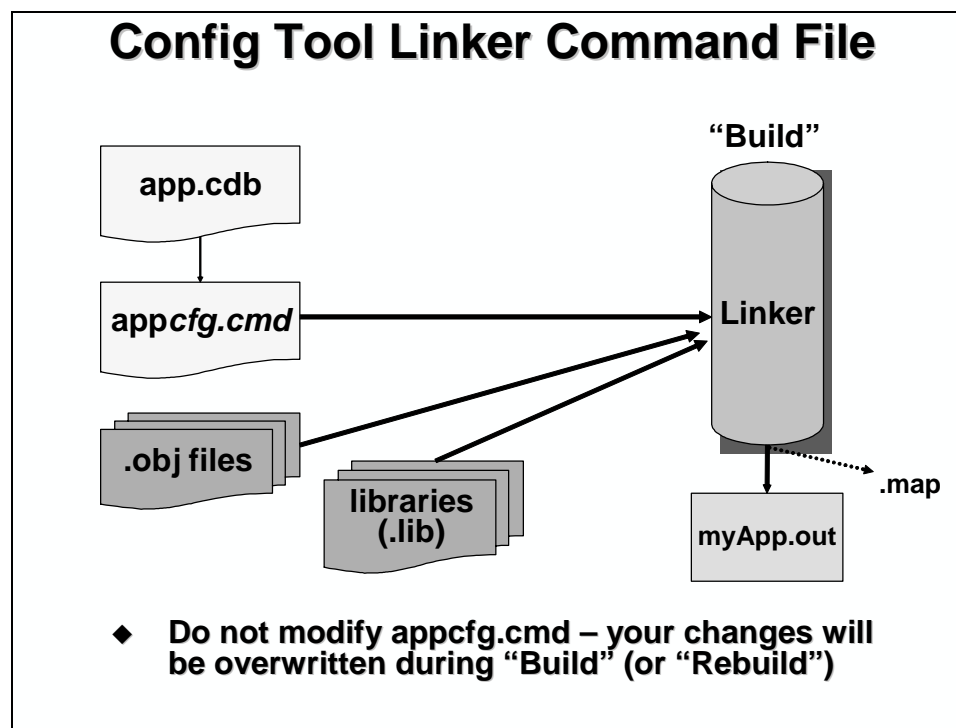 Config Tool Linker Command File
“Build”
app.cdb
appcfg.cmd
Linker
.obj files
libraries
(.lib)
.map
myApp.out
◆ Do not modify appcfg.cmd – your changes will
be overwritten during “Build” (or “Rebuild”)